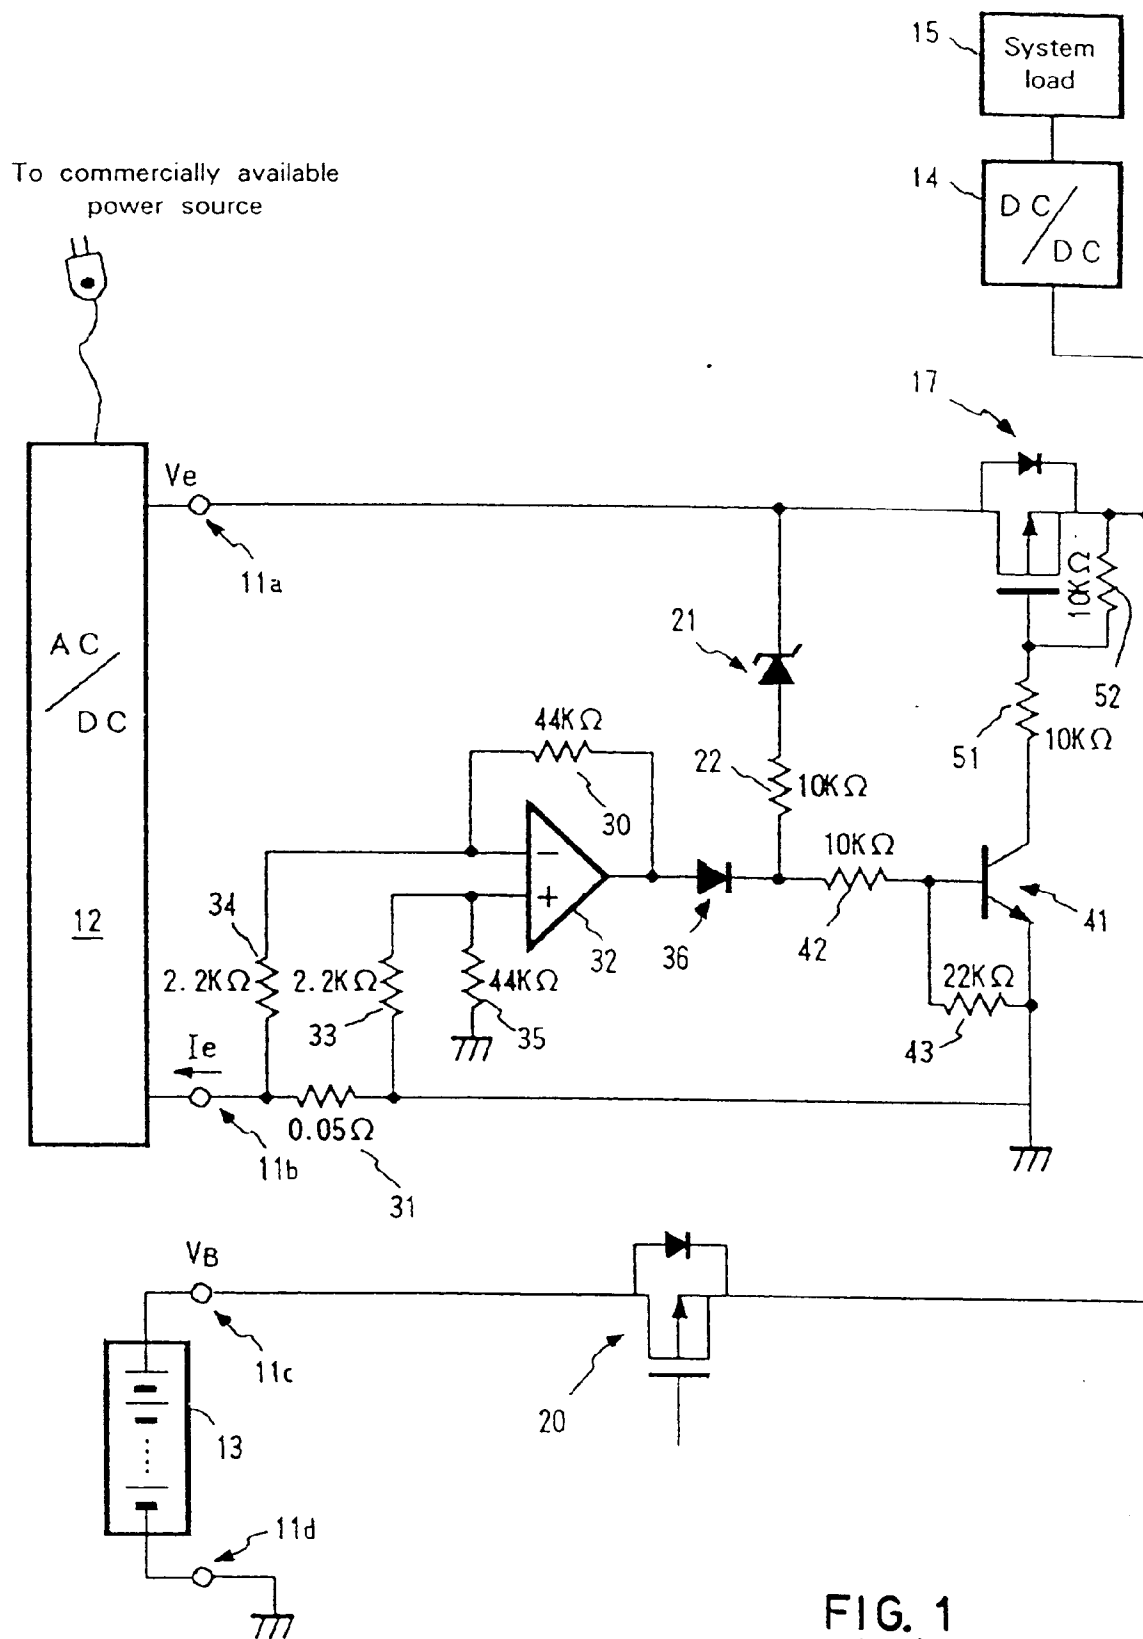 15
System
load
To commercially available
power source
14
DC/DC
17
Ve
11a
10KΩ
21
52
AC/DC
44KΩ
51
10KΩ
22
10KΩ
30
10KΩ
−
+
34
12
32
36
42
41
2.2KΩ
2.2KΩ
44KΩ
22KΩ
33
35
43
Ie
0.05Ω
11b
31
VB
11c
20
13
11d
FIG. 1